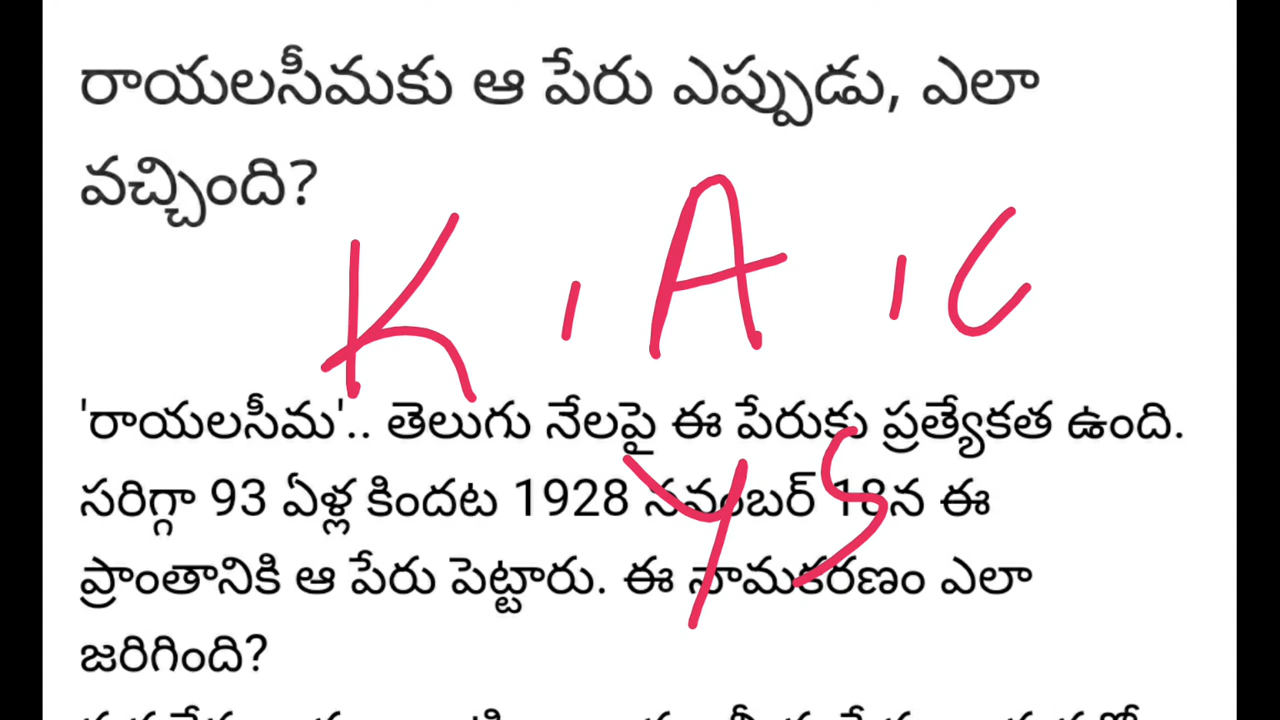 రాయలసీమకు ఆ పేరు ఎప్పుడు, ఎలా
వచ్చింది?
K , A , C
'రాయలసీమ'.. తెలుగు నేలపై ఈ పేరుకు ప్రత్యేకత ఉంది.
YS
సరిగ్గా 93 ఏళ్ల కిందట 1928 నవంబర్ 18న ఈ
ప్రాంతానికి ఆ పేరు పెట్టారు. ఈ నామకరణం ఎలా
జరిగింది?